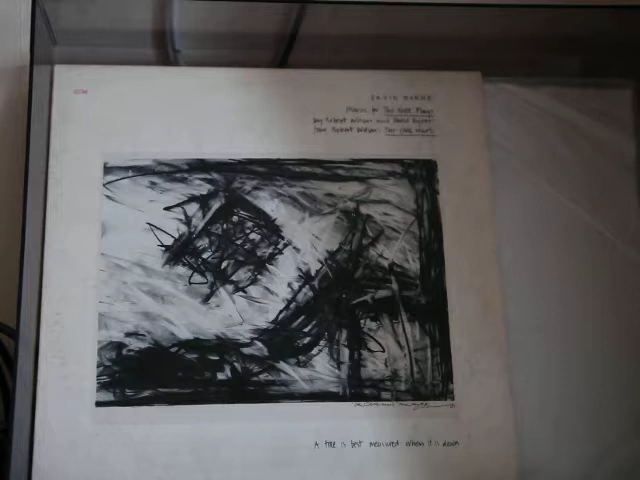 DAVID BYRNE
Music for The Knee Plays
by Robert Wilson and David Byrne
from Robert Wilson's The CIVIL warS
A tree is best measured when it is down